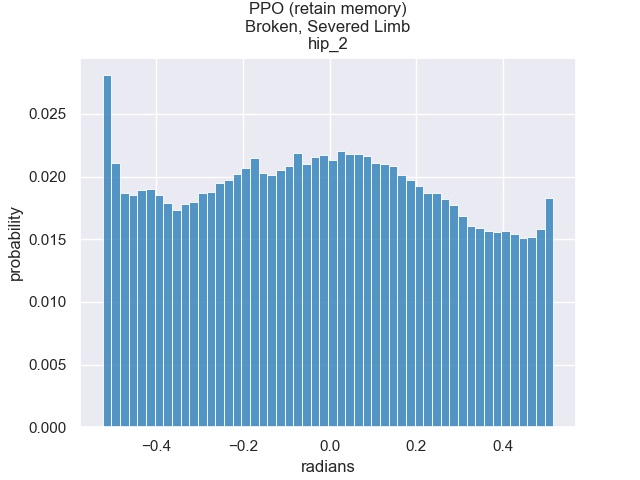 PPO (retain memory)
Broken, Severed Limb
hip_2
probability
0.025
0.020
0.015
0.010
0.005
0.000
−0.4
−0.2
0.0
0.2
0.4
radians